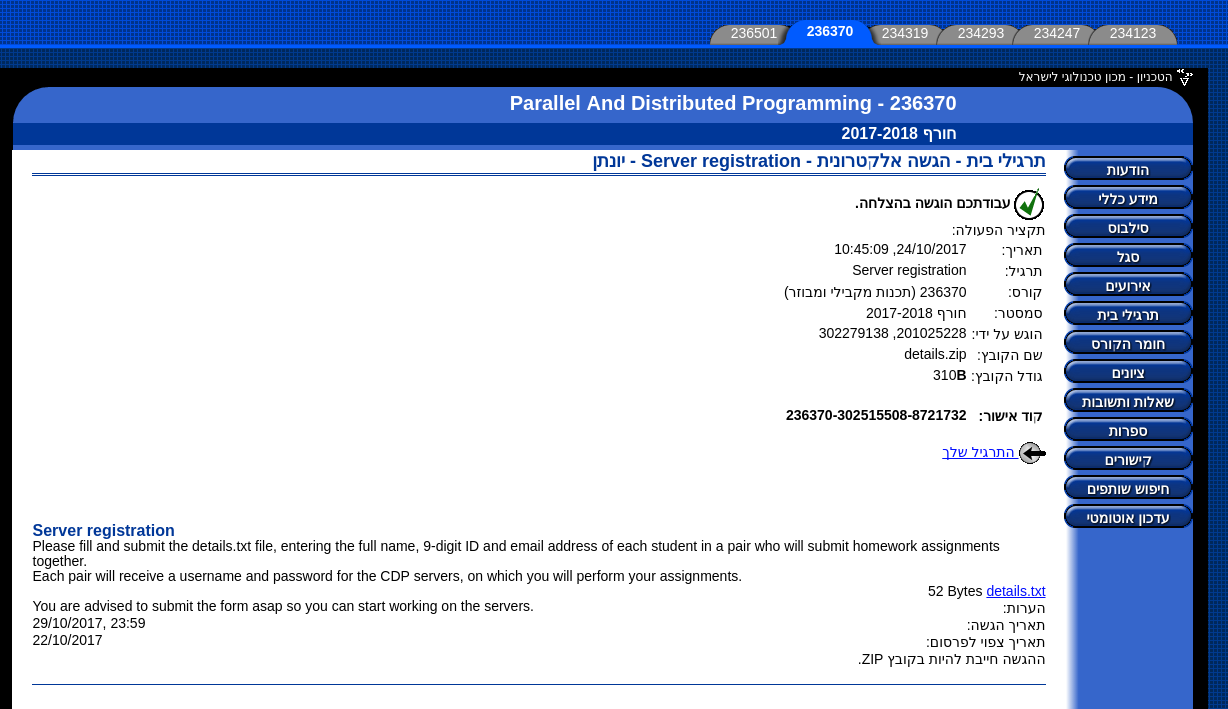 236501 236370 234319 234293 234247 234123
הטכניון - מכון טכנולוגי לישראל
236370 - Parallel And Distributed Programming
חורף 2017-2018
תרגילי בית - הגשה אלקטרונית - Server registration - יונתן
הודעות
מידע כללי
סילבוס
סגל
אירועים
תרגילי בית
חומר הקורס
ציונים
שאלות ותשובות
ספרות
קישורים
חיפוש שותפים
עדכון אוטומטי
עבודתכם הוגשה בהצלחה.
תקציר הפעולה:
תאריך: 24/10/2017, 10:45:09
תרגיל: Server registration
קורס: 236370 (תכנות מקבילי ומבוזר)
סמסטר: חורף 2017-2018
הוגש על ידי: 201025228, 302279138
שם הקובץ: details.zip
גודל הקובץ: 310B
קוד אישור: 236370-302515508-8721732
התרגיל שלך
Server registration
Please fill and submit the details.txt file, entering the full name, 9-digit ID and email address of each student in a pair who will submit homework assignments
together.
Each pair will receive a username and password for the CDP servers, on which you will perform your assignments.
details.txt 52 Bytes
הערות: You are advised to submit the form asap so you can start working on the servers.
תאריך הגשה: 29/10/2017, 23:59
תאריך צפוי לפרסום: 22/10/2017
ההגשה חייבת להיות בקובץ ZIP.